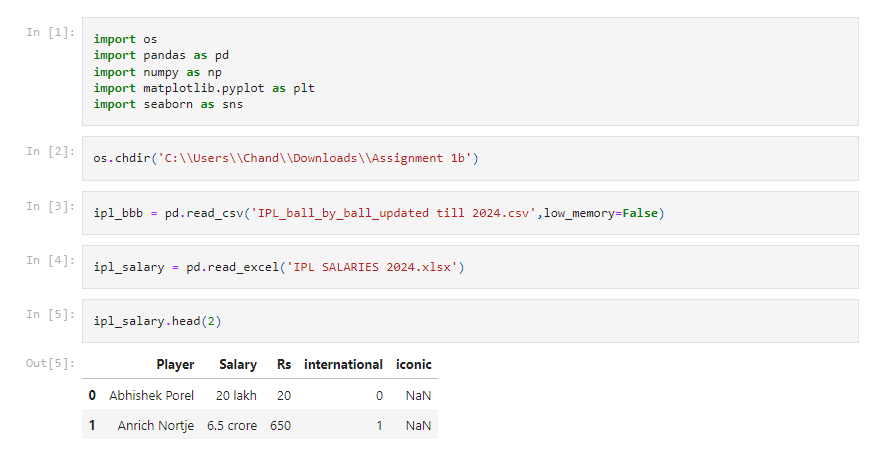 In [1]:
import os
import pandas as pd
import numpy as np
import matplotlib.pyplot as plt
import seaborn as sns
In [2]:
os.chdir('C:\\Users\\Chand\\Downloads\\Assignment 1b')
In [3]:
ipl_bbb = pd.read_csv('IPL_ball_by_ball_updated till 2024.csv',low_memory=False)
In [4]:
ipl_salary = pd.read_excel('IPL SALARIES 2024.xlsx')
In [5]:
ipl_salary.head(2)
Out[5]:
Player Salary Rs international iconic
0 Abhishek Porel 20 lakh 20 0 NaN
1 Anrich Nortje 6.5 crore 650 1 NaN